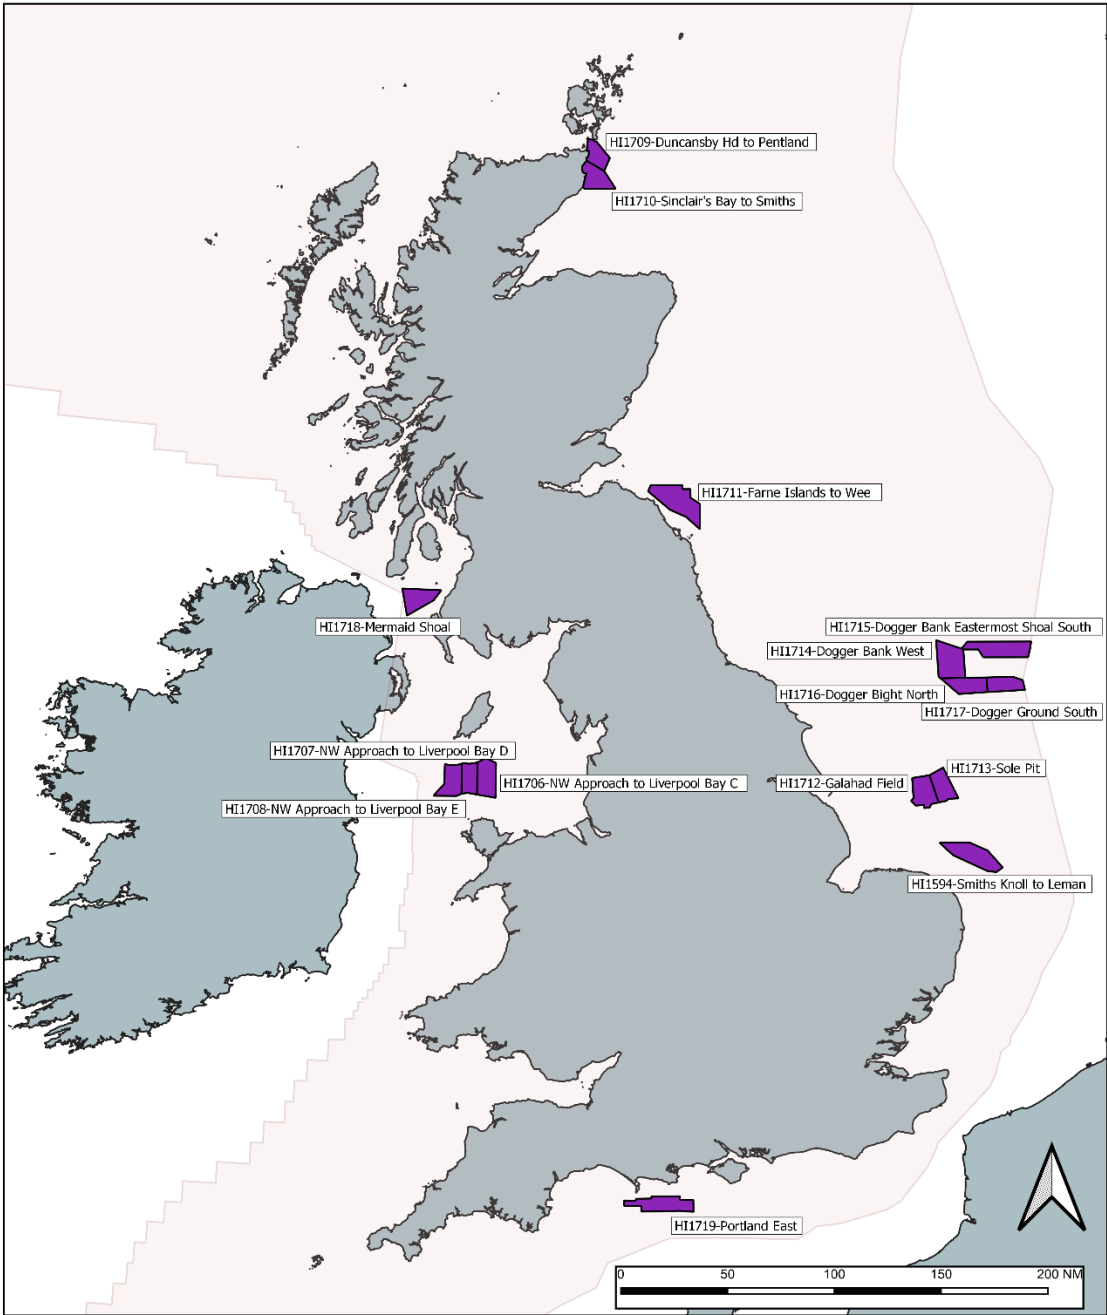 HI1709-Duncansby Hd to Pentland
HI1710-Sinclair's Bay to Smiths
HI1711-Farne Islands to Wee
HI1718-Mermaid Shoal
HI1715-Dogger Bank Eastermost Shoal South
HI1714-Dogger Bank West
HI1716-Dogger Bight North
HI1717-Dogger Ground South
HI1707-NW Approach to Liverpool Bay D
HI1713-Sole Pit
HI1706-NW Approach to Liverpool Bay C
HI1712-Galahad Field
HI1708-NW Approach to Liverpool Bay E
HI1594-Smiths Knoll to Leman
HI1719-Portland East
0 50 100 150 200 NM